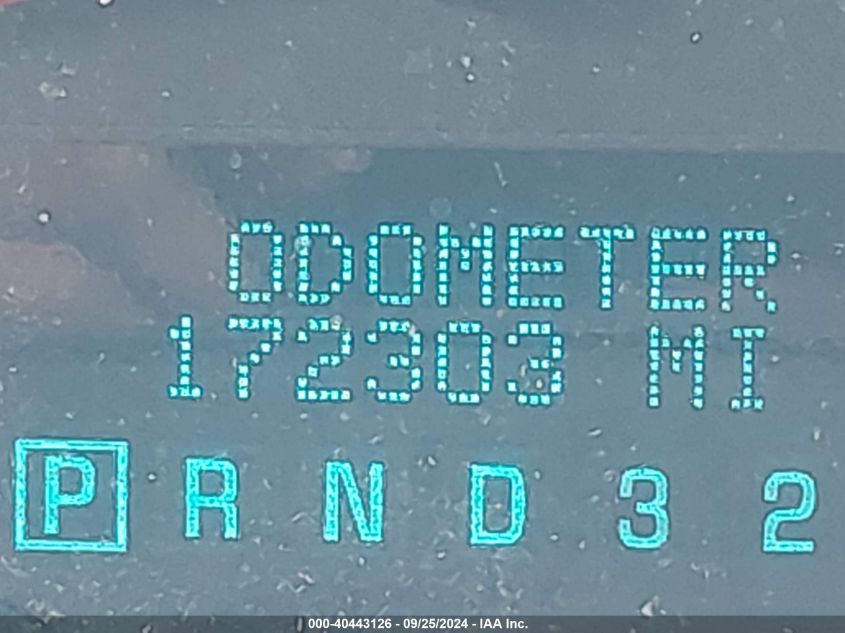 ODOMETER
172303 MI
P R N D 3 2
000-40443126 - 09/25/2024 - IAA Inc.